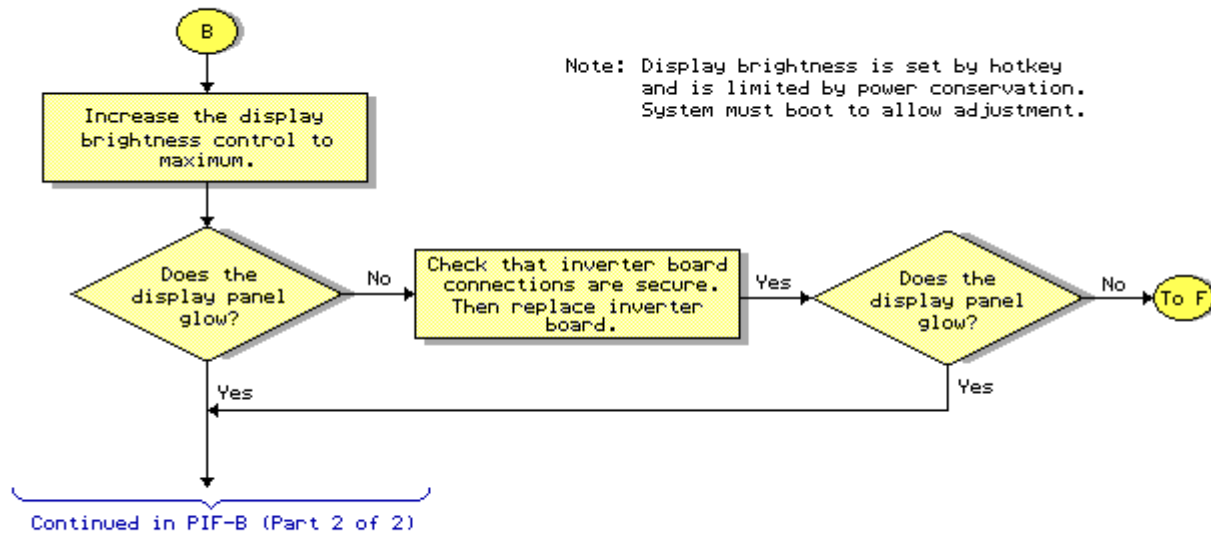 B
Note: Display brightness is set by hotkey
and is limited by power conservation.
System must boot to allow adjustment.
Increase the display
brightness control to
maximum.
Does the
display panel
glow?
No
Check that inverter board
connections are secure.
Then replace inverter
board.
Yes
Does the
display panel
glow?
No
To F
Yes
Yes
Continued in PIF-B (Part 2 of 2)